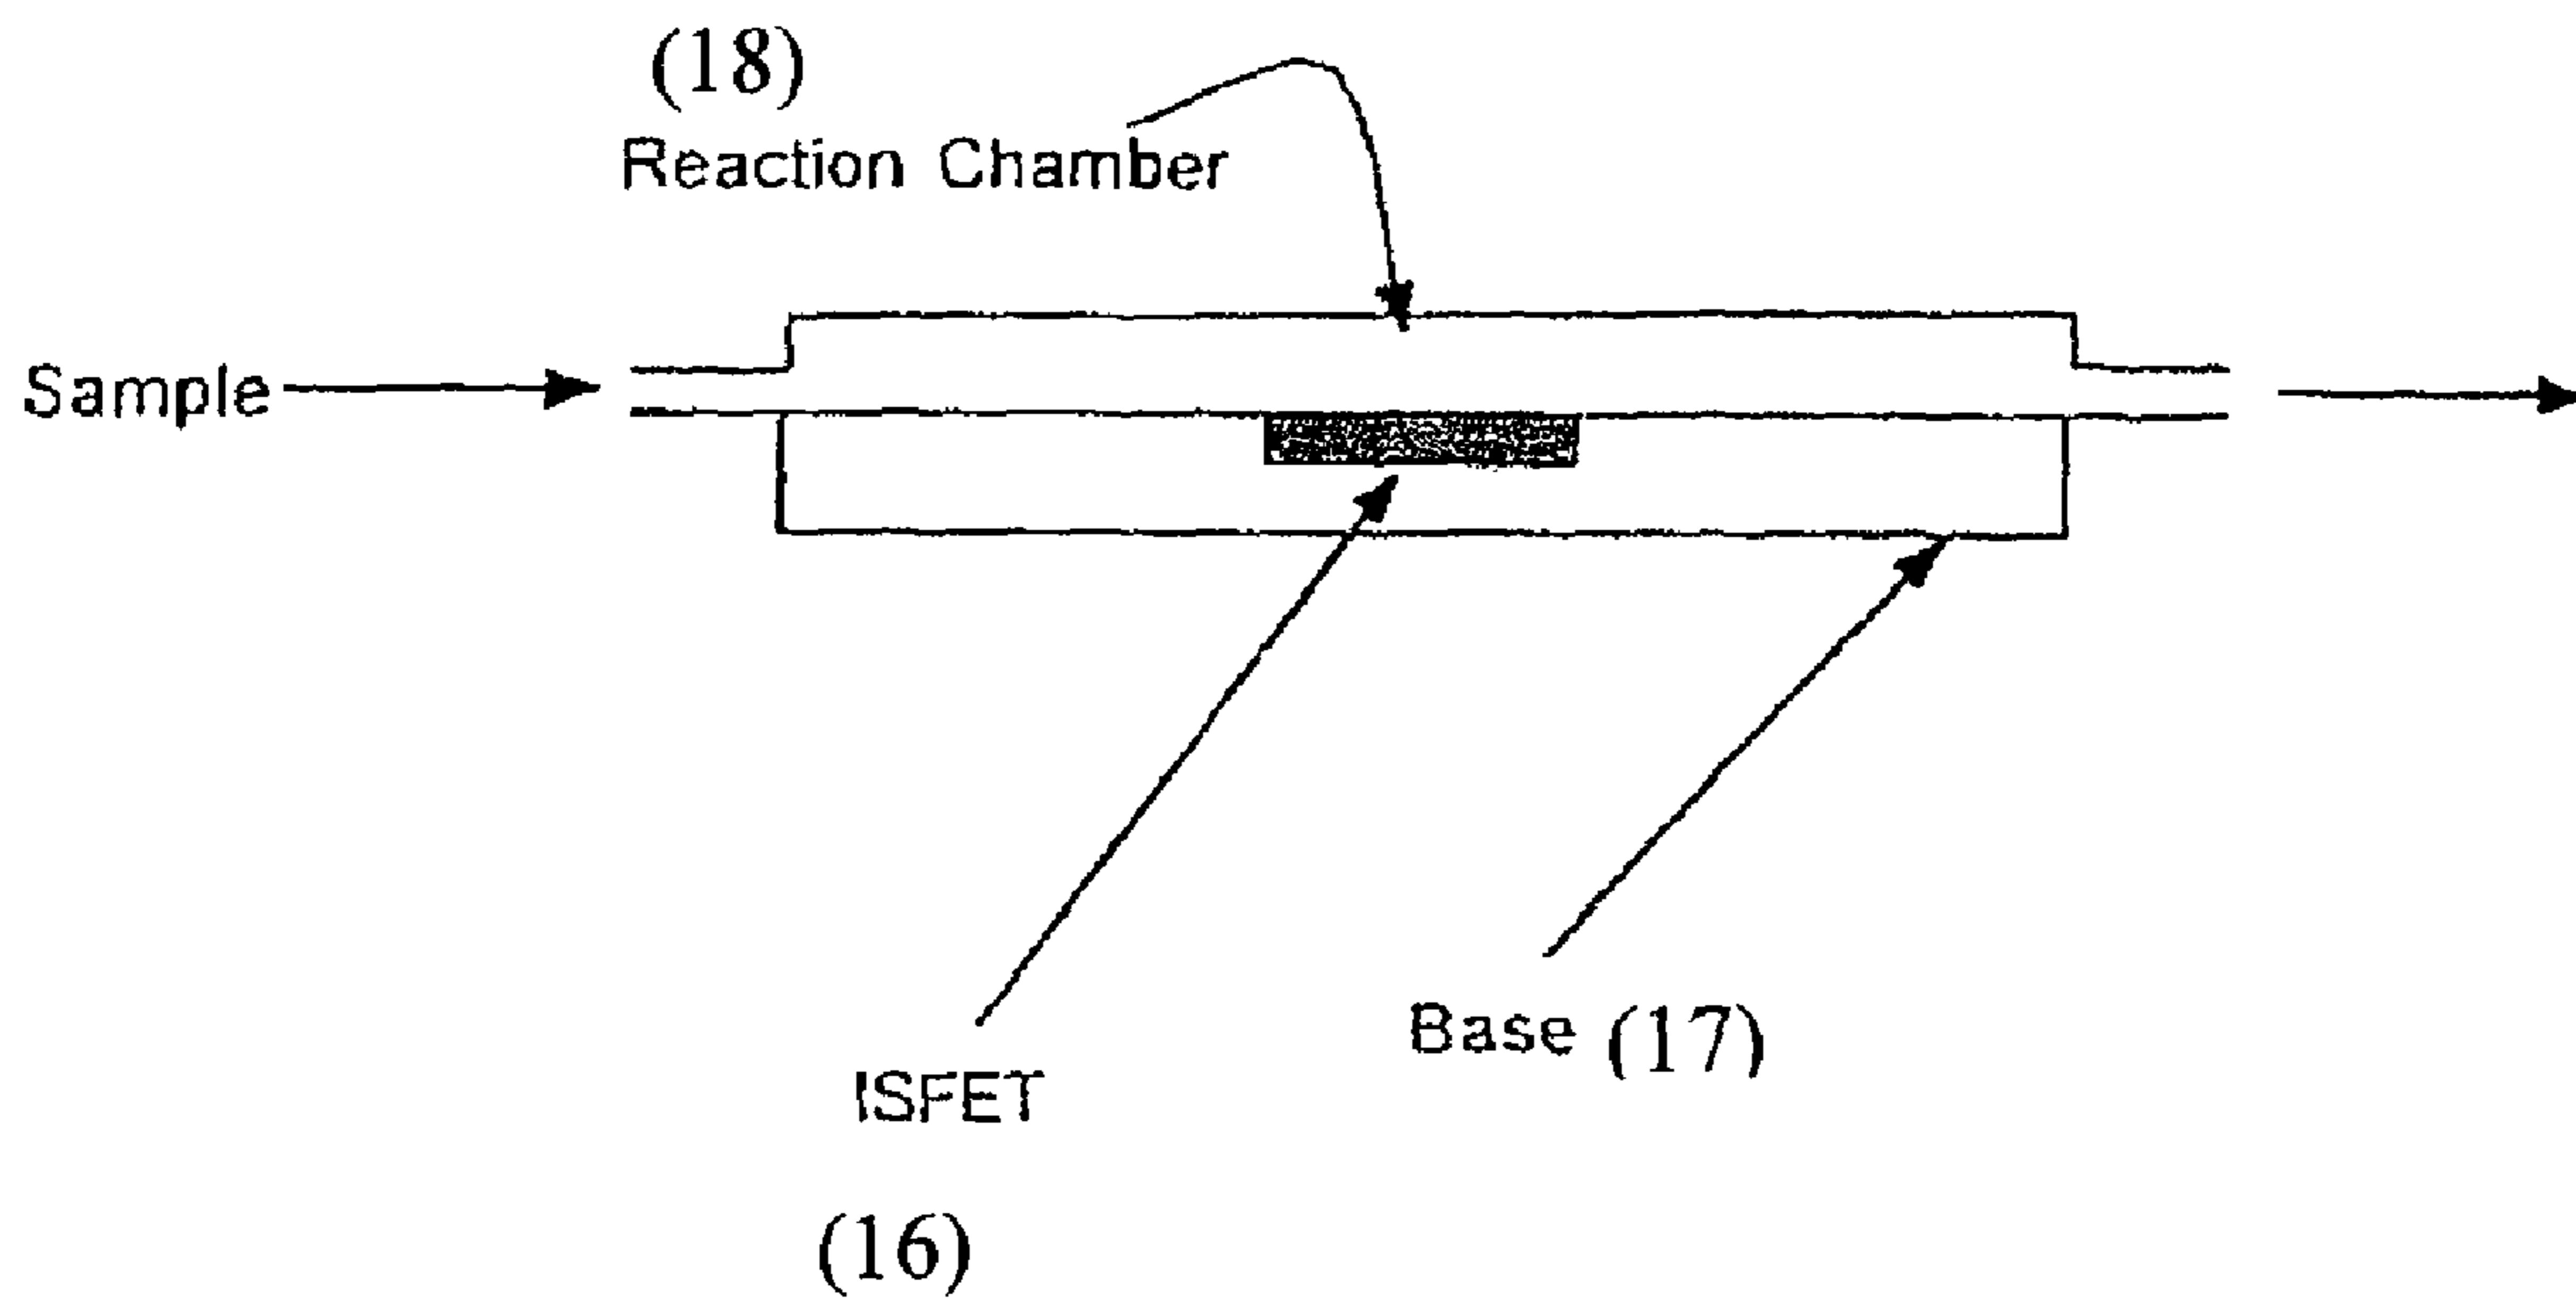 (18)
Reaction Chamber
Sample
Base (17)
ISFET
(16)